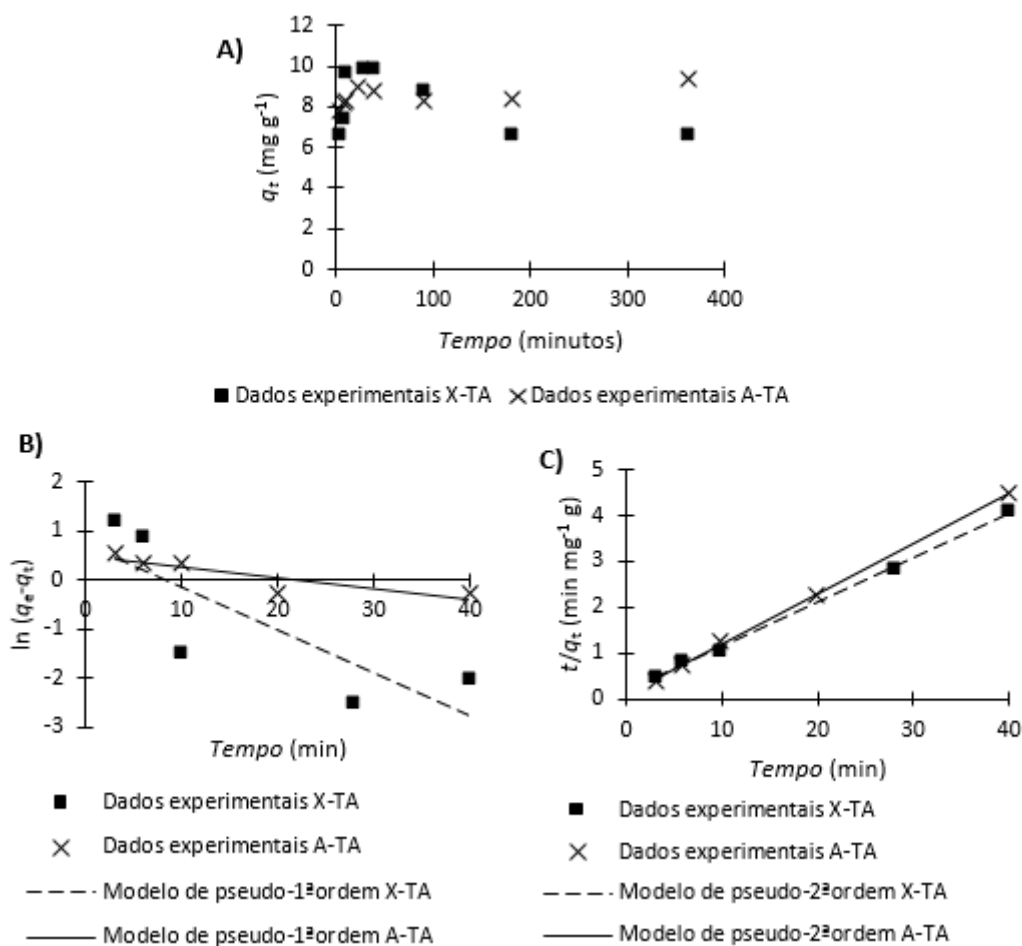 A)
12
10
8
6
4
2
0
qt (mg g-1)
0 100 200 300 400
Tempo (minutos)
Dados experimentais X-TA Dados experimentais A-TA
B)
2
1
0
-1
-2
-3
ln (qe-qt)
0 10 20 30 40
Tempo (min)
Dados experimentais X-TA
Dados experimentais A-TA
Modelo de pseudo-1ªordem X-TA
Modelo de pseudo-1ªordem A-TA
C)
5
4
3
2
1
0
t/qt (min mg-1 g)
0 10 20 30 40
Tempo (min)
Dados experimentais X-TA
Dados experimentais A-TA
Modelo de pseudo-2ªordem X-TA
Modelo de pseudo-2ªordem A-TA